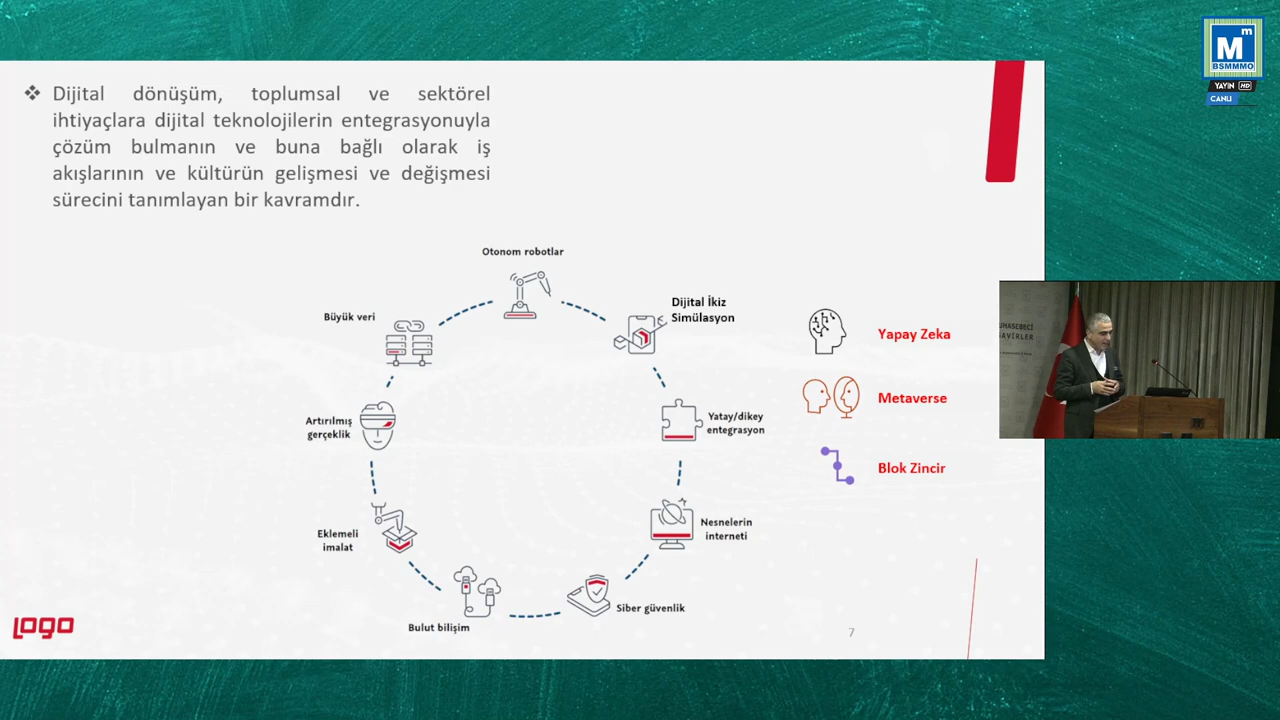 M m
BSMMMO
YAYIN HD
CANLI
❖ Dijital dönüşüm, toplumsal ve sektörel
ihtiyaçlara dijital teknolojilerin entegrasyonuyla
çözüm bulmanın ve buna bağlı olarak iş
akışlarının ve kültürün gelişmesi ve değişmesi
sürecini tanımlayan bir kavramdır.
Otonom robotlar
Dijital İkiz
Simülasyon
Yatay/dikey
entegrasyon
Nesnelerin
interneti
Siber güvenlik
Bulut bilişim
Eklemeli
imalat
Artırılmış
gerçeklik
Büyük veri
Yapay Zeka
Metaverse
Blok Zincir
LOGO
7